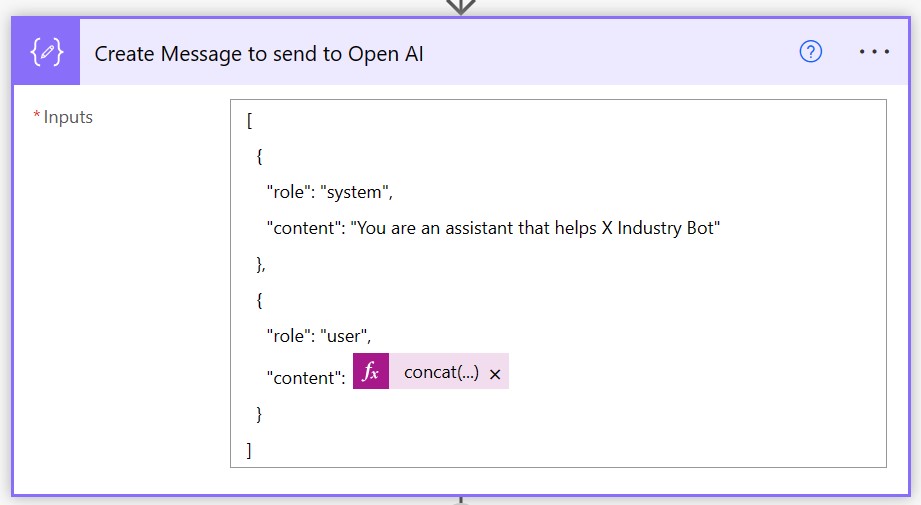 Create Message to send to Open AI
? ...
* Inputs
[
{
"role": "system",
"content": "You are an assistant that helps X Industry Bot"
},
{
"role": "user",
"content": fx concat(...) ×
}
]